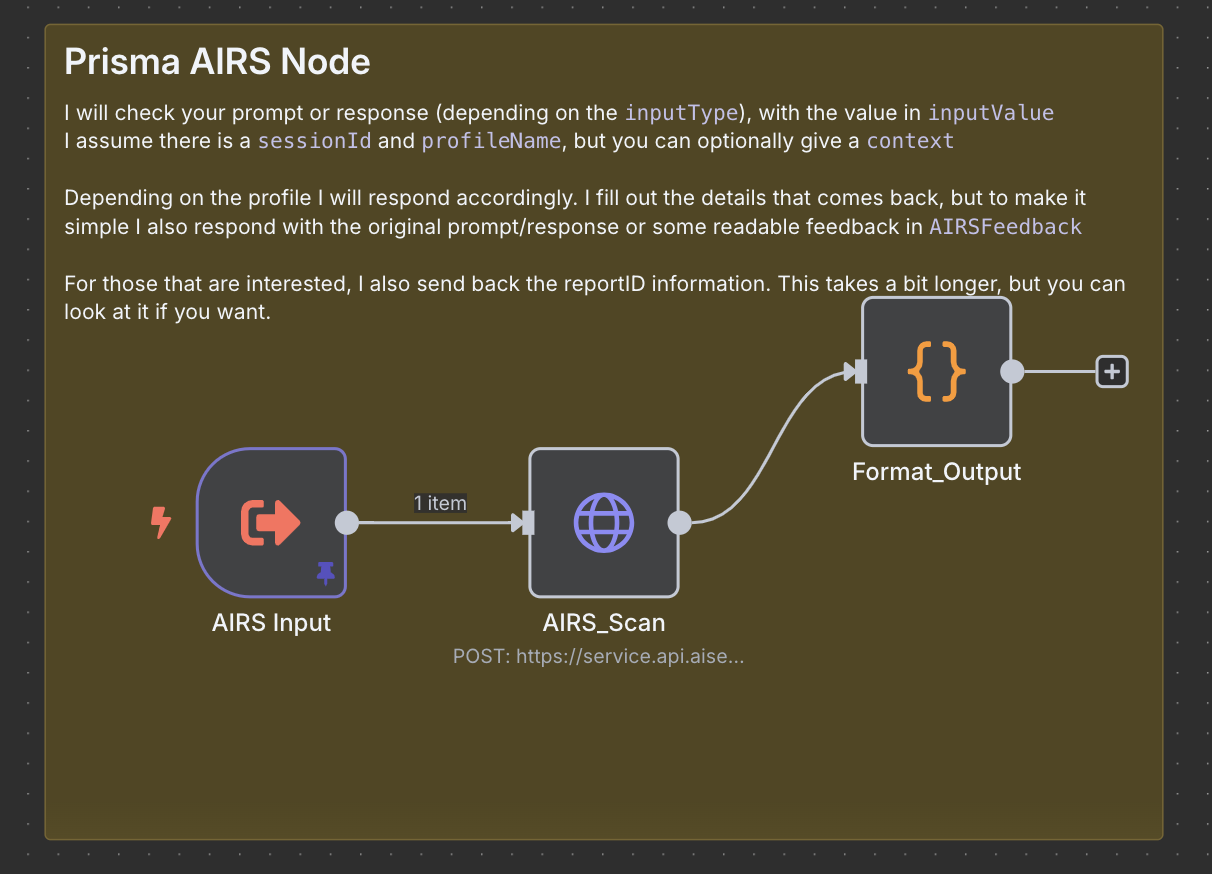 Prisma AIRS Node
I will check your prompt or response (depending on the inputType), with the value in inputValue
I assume there is a sessionId and profileName, but you can optionally give a context
Depending on the profile I will respond accordingly. I fill out the details that comes back, but to make it
simple I also respond with the original prompt/response or some readable feedback in AIRSFeedback
For those that are interested, I also send back the reportID information. This takes a bit longer, but you can
look at it if you want.
{}
Format_Output
1 item
AIRS Input
AIRS_Scan
POST: https://service.api.aise...